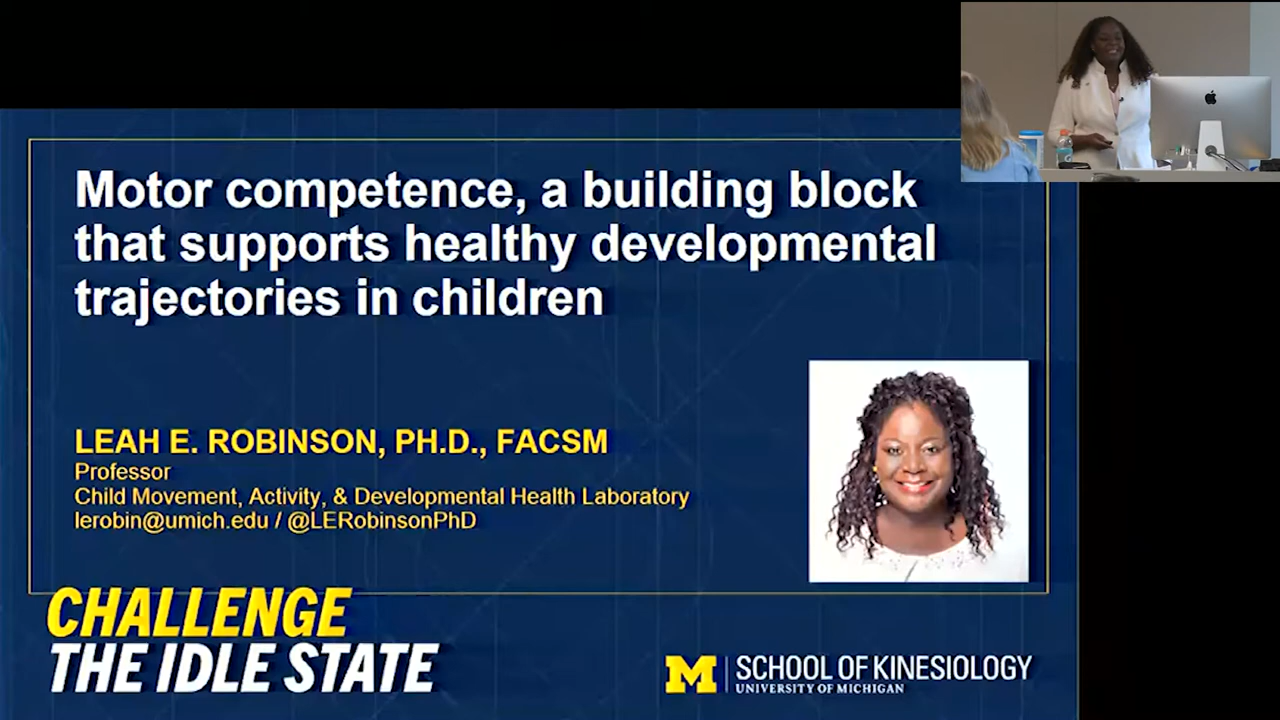 Motor competence, a building block
that supports healthy developmental
trajectories in children
LEAH E. ROBINSON, PH.D., FACSM
Professor
Child Movement, Activity, & Developmental Health Laboratory
lerobin@umich.edu / @LERobinsonPhD
CHALLENGE
THE IDLE STATE
M SCHOOL OF KINESIOLOGY
UNIVERSITY OF MICHIGAN